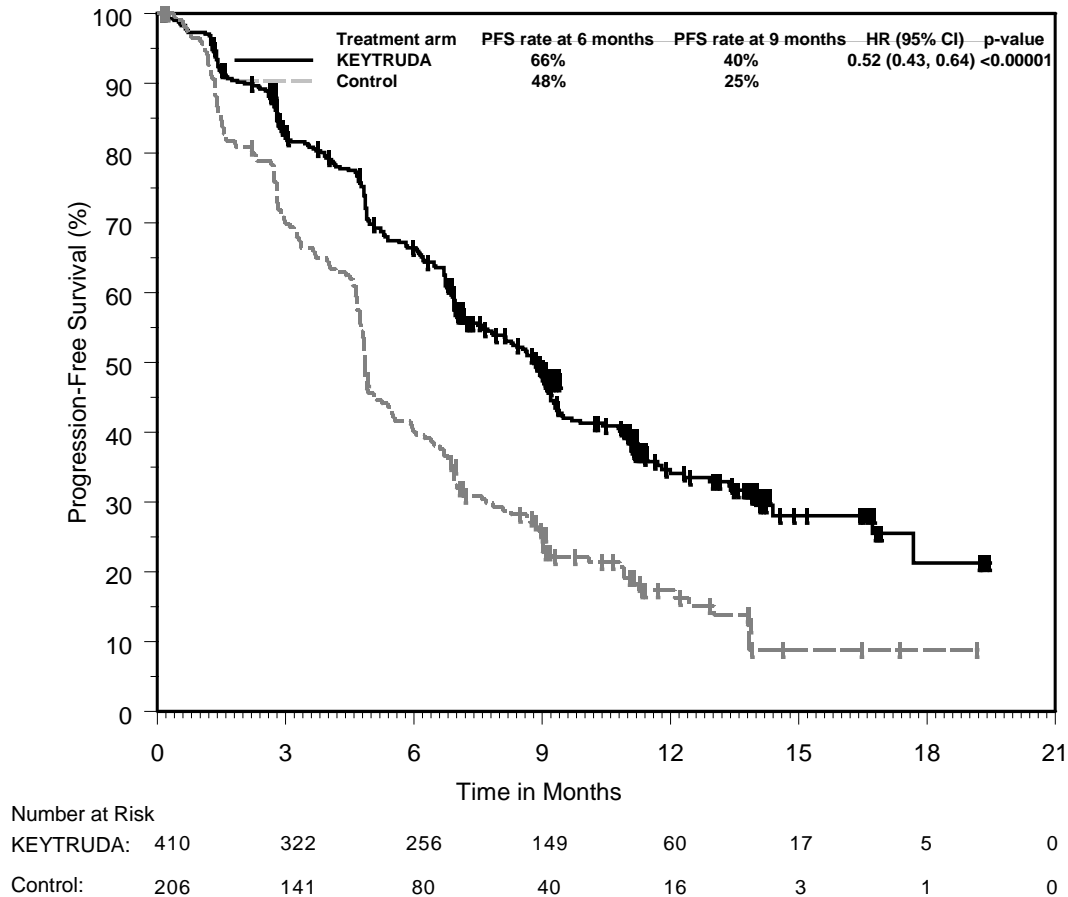 Treatment arm PFS rate at 6 months PFS rate at 9 months HR (95% CI) p-value
KEYTRUDA 66% 40% 0.52 (0.43, 0.64) <0.00001
Control 48% 25%
100
90
80
70
60
50
40
30
20
10
0
Progression-Free Survival (%)
0 3 6 9 12 15 18 21
Time in Months
Number at Risk
KEYTRUDA: 410 322 256 149 60 17 5 0
Control: 206 141 80 40 16 3 1 0